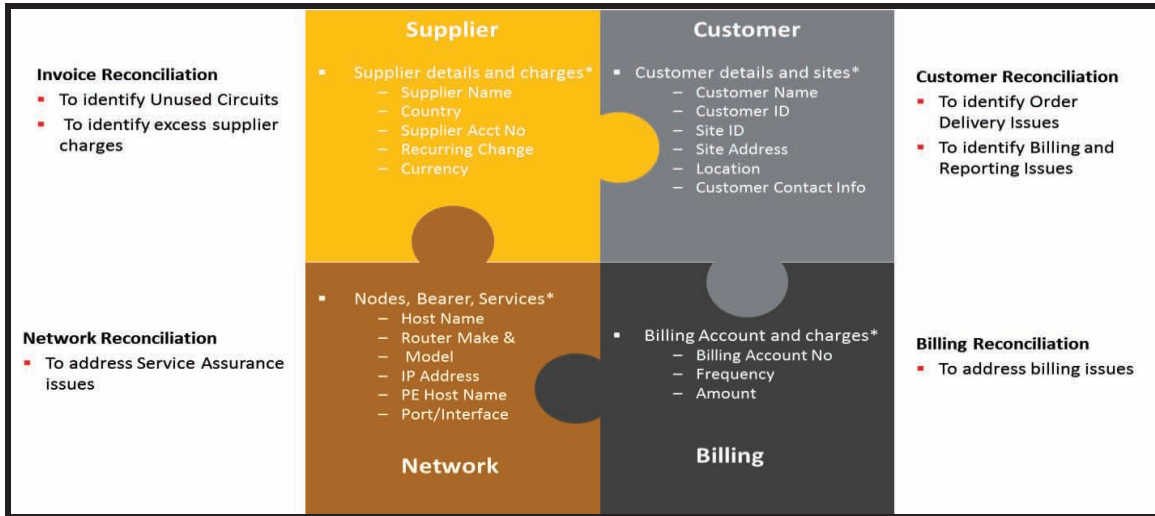 Supplier
Customer
Invoice Reconciliation
▪ To identify Unused Circuits
▪ To identify excess supplier
charges
▪ Supplier details and charges*
– Supplier Name
– Country
– Supplier Acct No
– Recurring Change
– Currency
▪ Customer details and sites*
– Customer Name
– Customer ID
– Site ID
– Site Address
– Location
– Customer Contact Info
Customer Reconciliation
▪ To identify Order
Delivery Issues
▪ To identify Billing and
Reporting Issues
Network Reconciliation
▪ To address Service Assurance
issues
▪ Nodes, Bearer, Services*
– Host Name
– Router Make &
– Model
– IP Address
– PE Host Name
– Port/Interface
Network
▪ Billing Account and charges*
– Billing Account No
– Frequency
– Amount
Billing
Billing Reconciliation
▪ To address billing issues